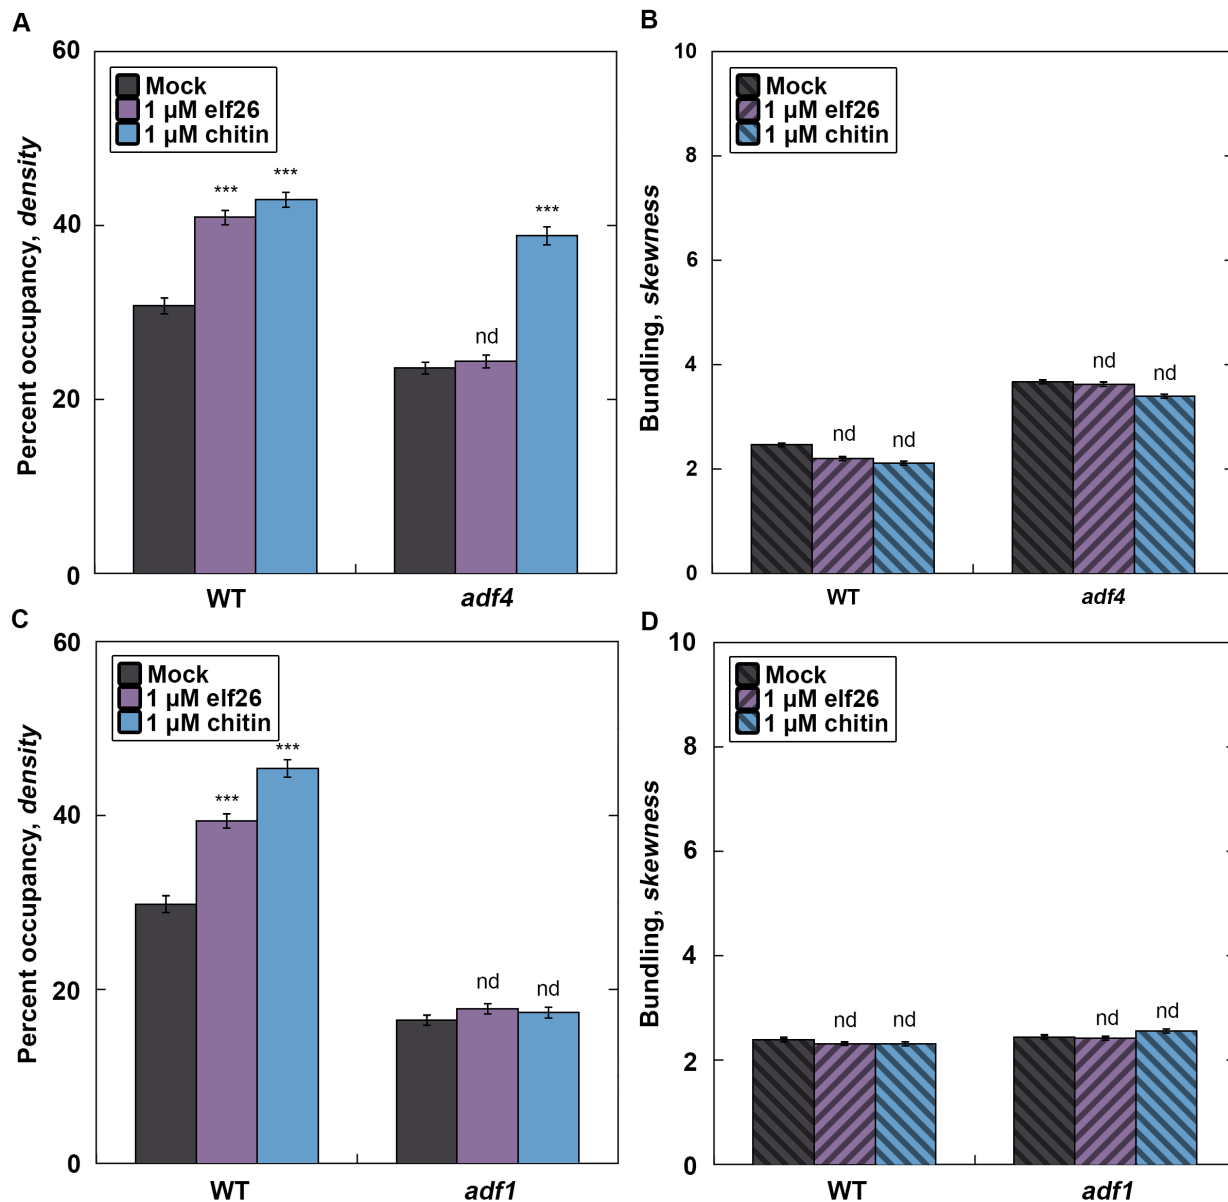 A
60
40
20
0
Percent occupancy, density
Mock
1 µM elf26
1 µM chitin
***
***
nd
***
WT
adf4
B
10
8
6
4
2
0
Bundling, skewness
Mock
1 µM elf26
1 µM chitin
nd
nd
nd
nd
WT
adf4
C
60
40
20
0
Percent occupancy, density
Mock
1 µM elf26
1 µM chitin
***
***
nd
nd
WT
adf1
D
10
8
6
4
2
0
Bundling, skewness
Mock
1 µM elf26
1 µM chitin
nd
nd
nd
nd
WT
adf1